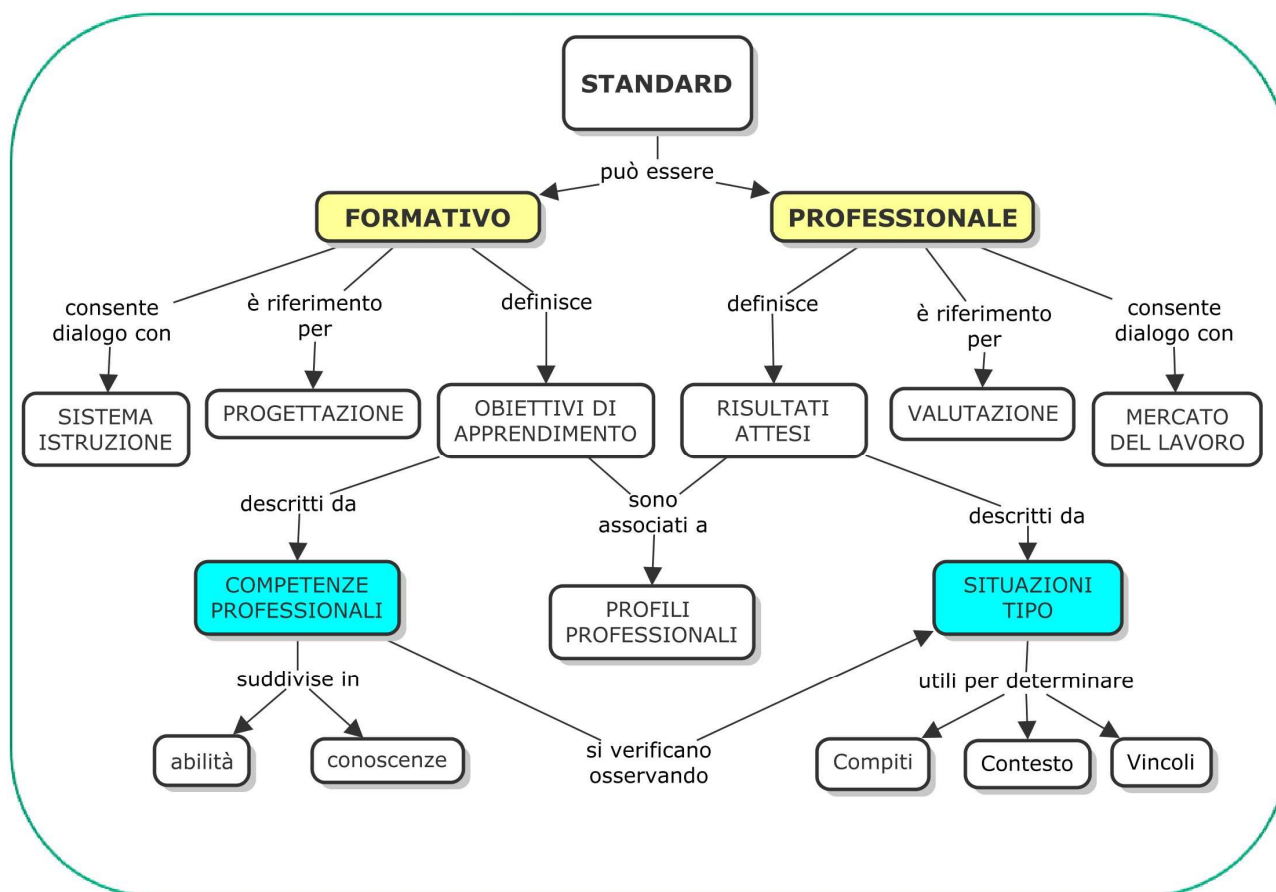 STANDARD
può essere
FORMATIVO
PROFESSIONALE
consente
dialogo con
è riferimento
per
definisce
definisce
è riferimento
per
consente
dialogo con
SISTEMA
ISTRUZIONE
PROGETTAZIONE
OBIETTIVI DI
APPRENDIMENTO
RISULTATI
ATTESI
VALUTAZIONE
MERCATO
DEL LAVORO
descritti da
sono
associati a
descritti da
COMPETENZE
PROFESSIONALI
PROFILI
PROFESSIONALI
SITUAZIONI
TIPO
suddivise in
utili per determinare
abilità
conoscenze
si verificano
osservando
Compiti
Contesto
Vincoli